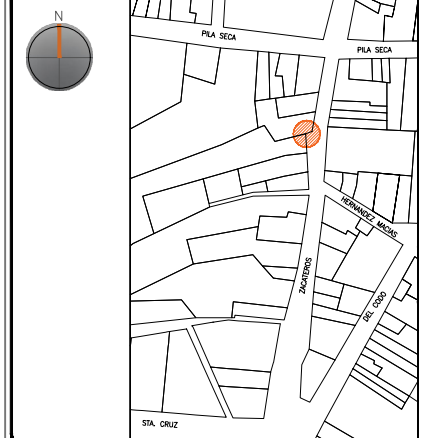 N
PILA SECA
PILA SECA
HERNANDEZ MACIAS
ZACATEROS
DEL CODO
STA. CRUZ